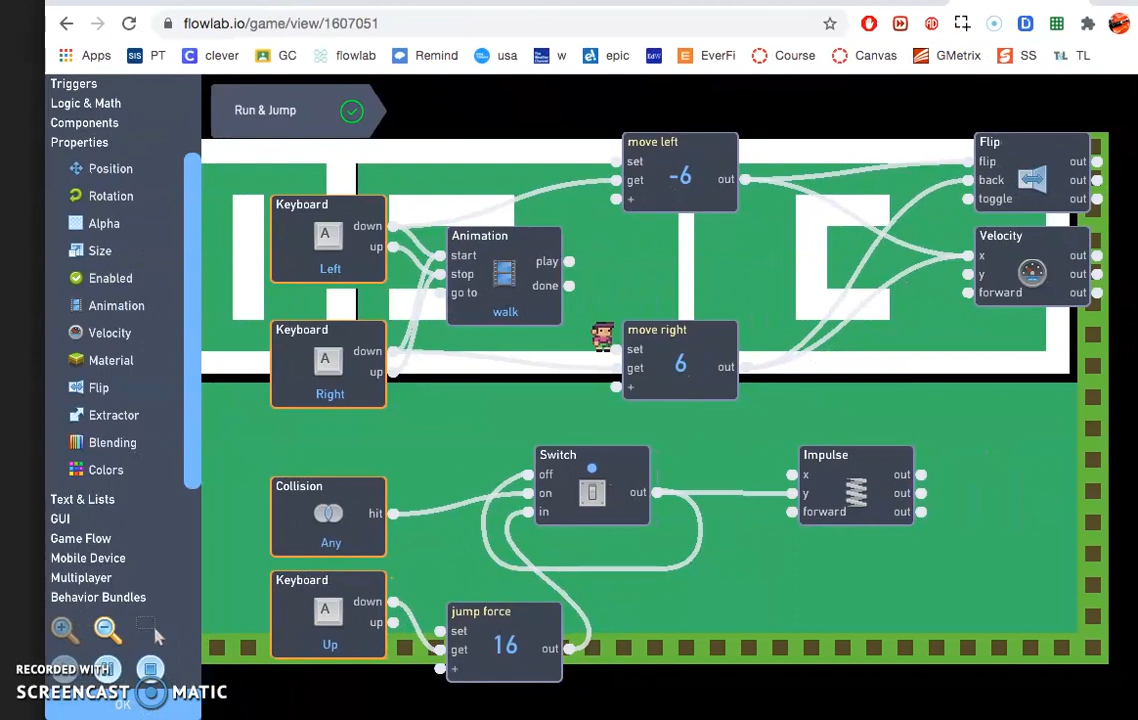 flowlab.io/game/view/1607051
Apps SIS PT clever GC flowlab Remind usa w epic EverFi Course Canvas GMetrix SS TL
Triggers
Logic & Math
Components
Properties
Position
Rotation
Alpha
Size
Enabled
Animation
Velocity
Material
Flip
Extractor
Blending
Colors
Text & Lists
GUI
Game Flow
Mobile Device
Multiplayer
Behavior Bundles
OK
RECORDED WITH
SCREENCAST MATIC
Run & Jump
Keyboard
A
down
up
Left
Keyboard
A
down
up
Right
Animation
start
stop
go to
play
done
walk
move left
set
get
+
-6
out
move right
set
get
+
6
out
Flip
flip out
back out
toggle out
Velocity
x out
y out
forward out
Collision
hit
Any
Keyboard
A
down
up
Up
Switch
off
on
in
out
jump force
set
get
+
16
out
Impulse
x out
y out
forward out